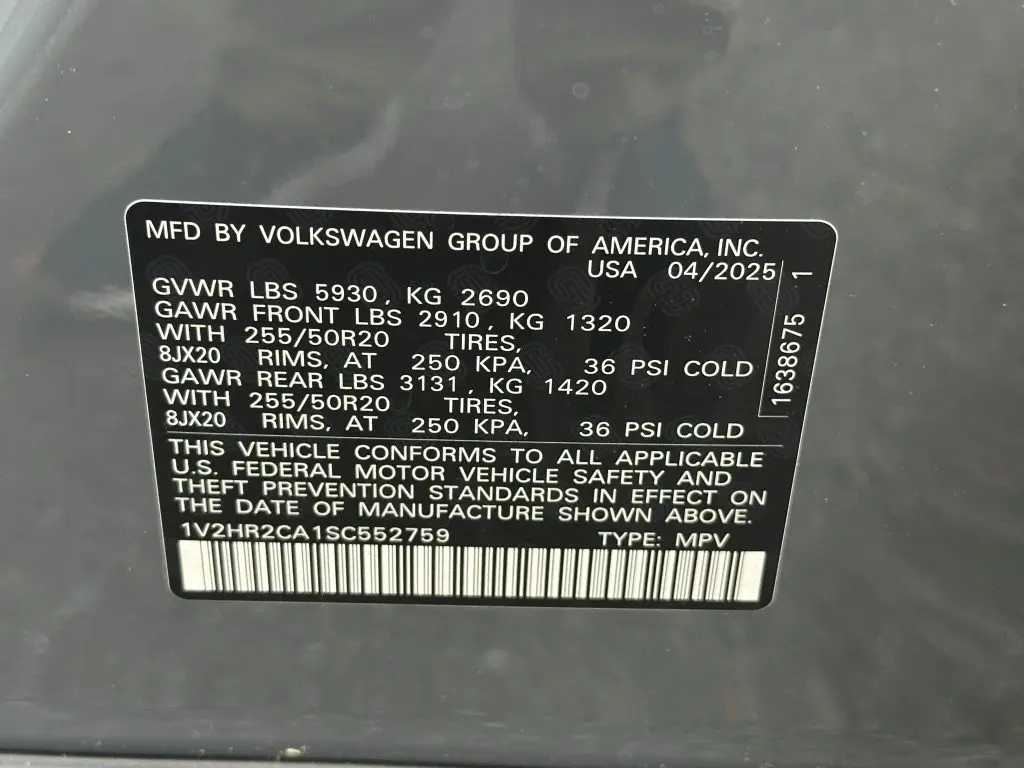 MFD BY VOLKSWAGEN GROUP OF AMERICA, INC.
USA 04/2025
GVWR LBS 5930, KG 2690
GAWR FRONT LBS 2910, KG 1320
WITH 255/50R20 TIRES,
8JX20 RIMS, AT 250 KPA, 36 PSI COLD
GAWR REAR LBS 3131, KG 1420
WITH 255/50R20 TIRES,
8JX20 RIMS, AT 250 KPA, 36 PSI COLD
1638675 1
THIS VEHICLE CONFORMS TO ALL APPLICABLE
U.S. FEDERAL MOTOR VEHICLE SAFETY AND
THEFT PREVENTION STANDARDS IN EFFECT ON
THE DATE OF MANUFACTURE SHOWN ABOVE.
1V2HR2CA1SC552759 TYPE: MPV